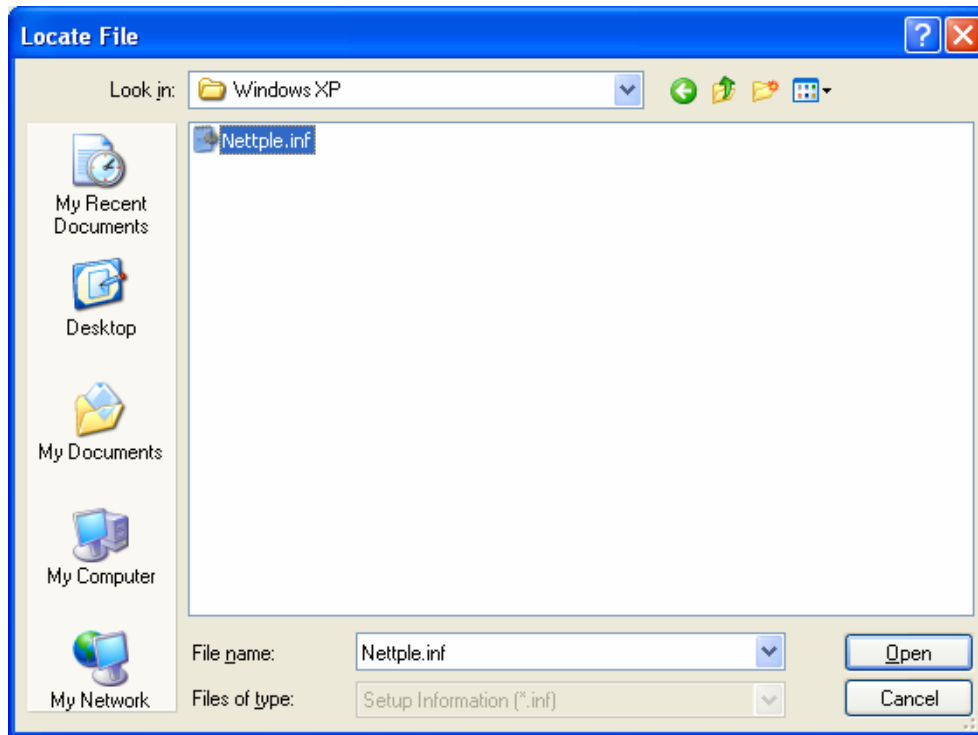 Locate File
Look in:
Windows XP
Nettple.inf
My Recent
Documents
Desktop
My Documents
My Computer
My Network
File name:
Nettple.inf
Open
Files of type:
Setup Information (*.inf)
Cancel